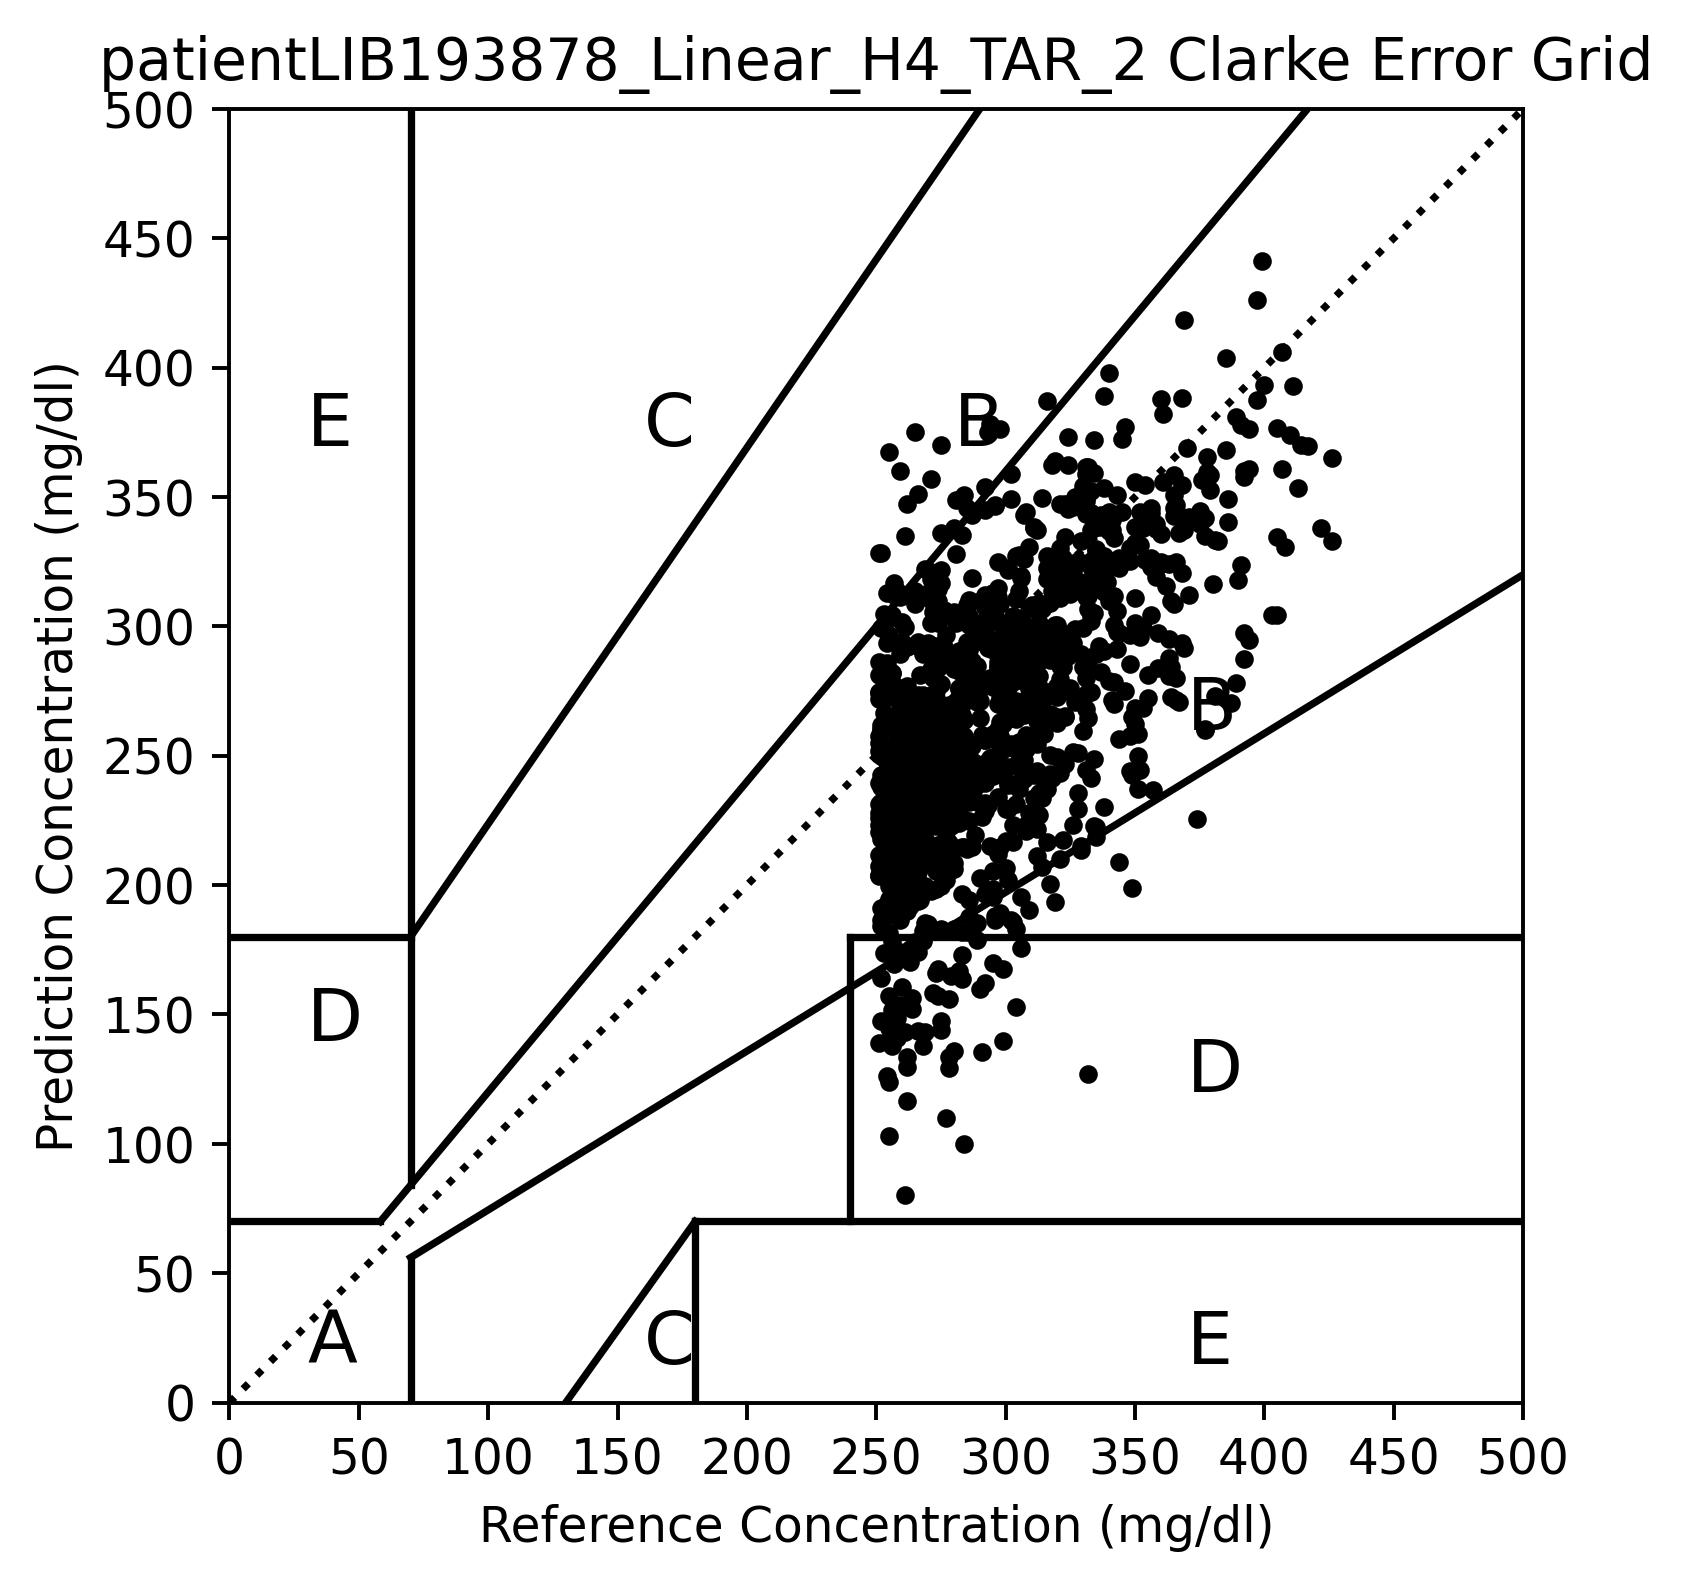 patientLIB193878_Linear_H4_TAR_2 Clarke Error Grid
Prediction Concentration (mg/dl)
500
450
400
350
300
250
200
150
100
50
0
E
C
B
D
B
D
A
C
E
0 50 100 150 200 250 300 350 400 450 500
Reference Concentration (mg/dl)